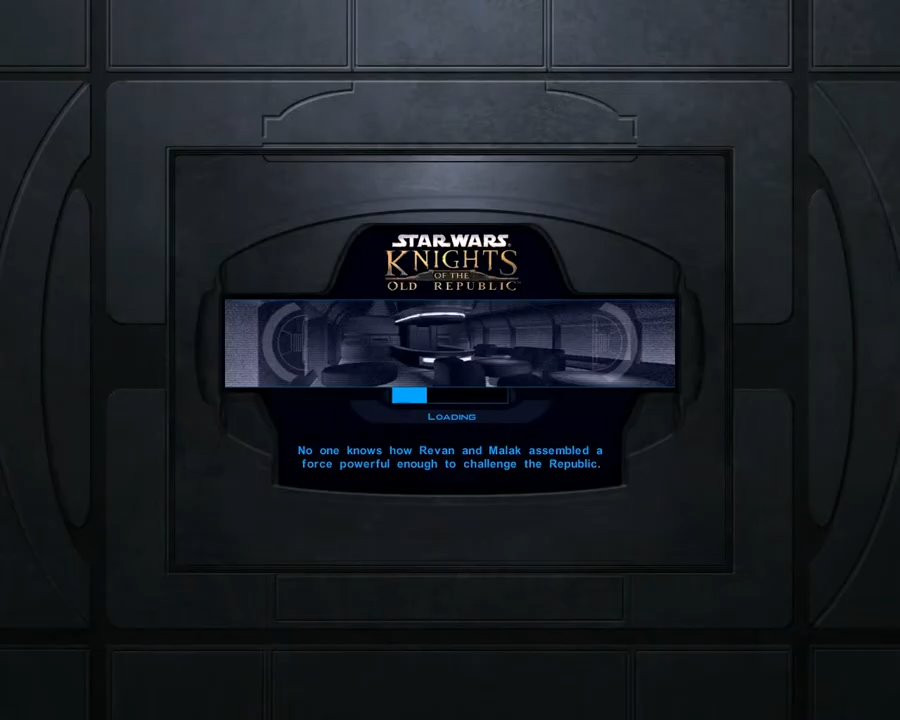 STAR WARS
KNIGHTS
OF THE
OLD REPUBLIC™
LOADING
No one knows how Revan and Malak assembled a
force powerful enough to challenge the Republic.